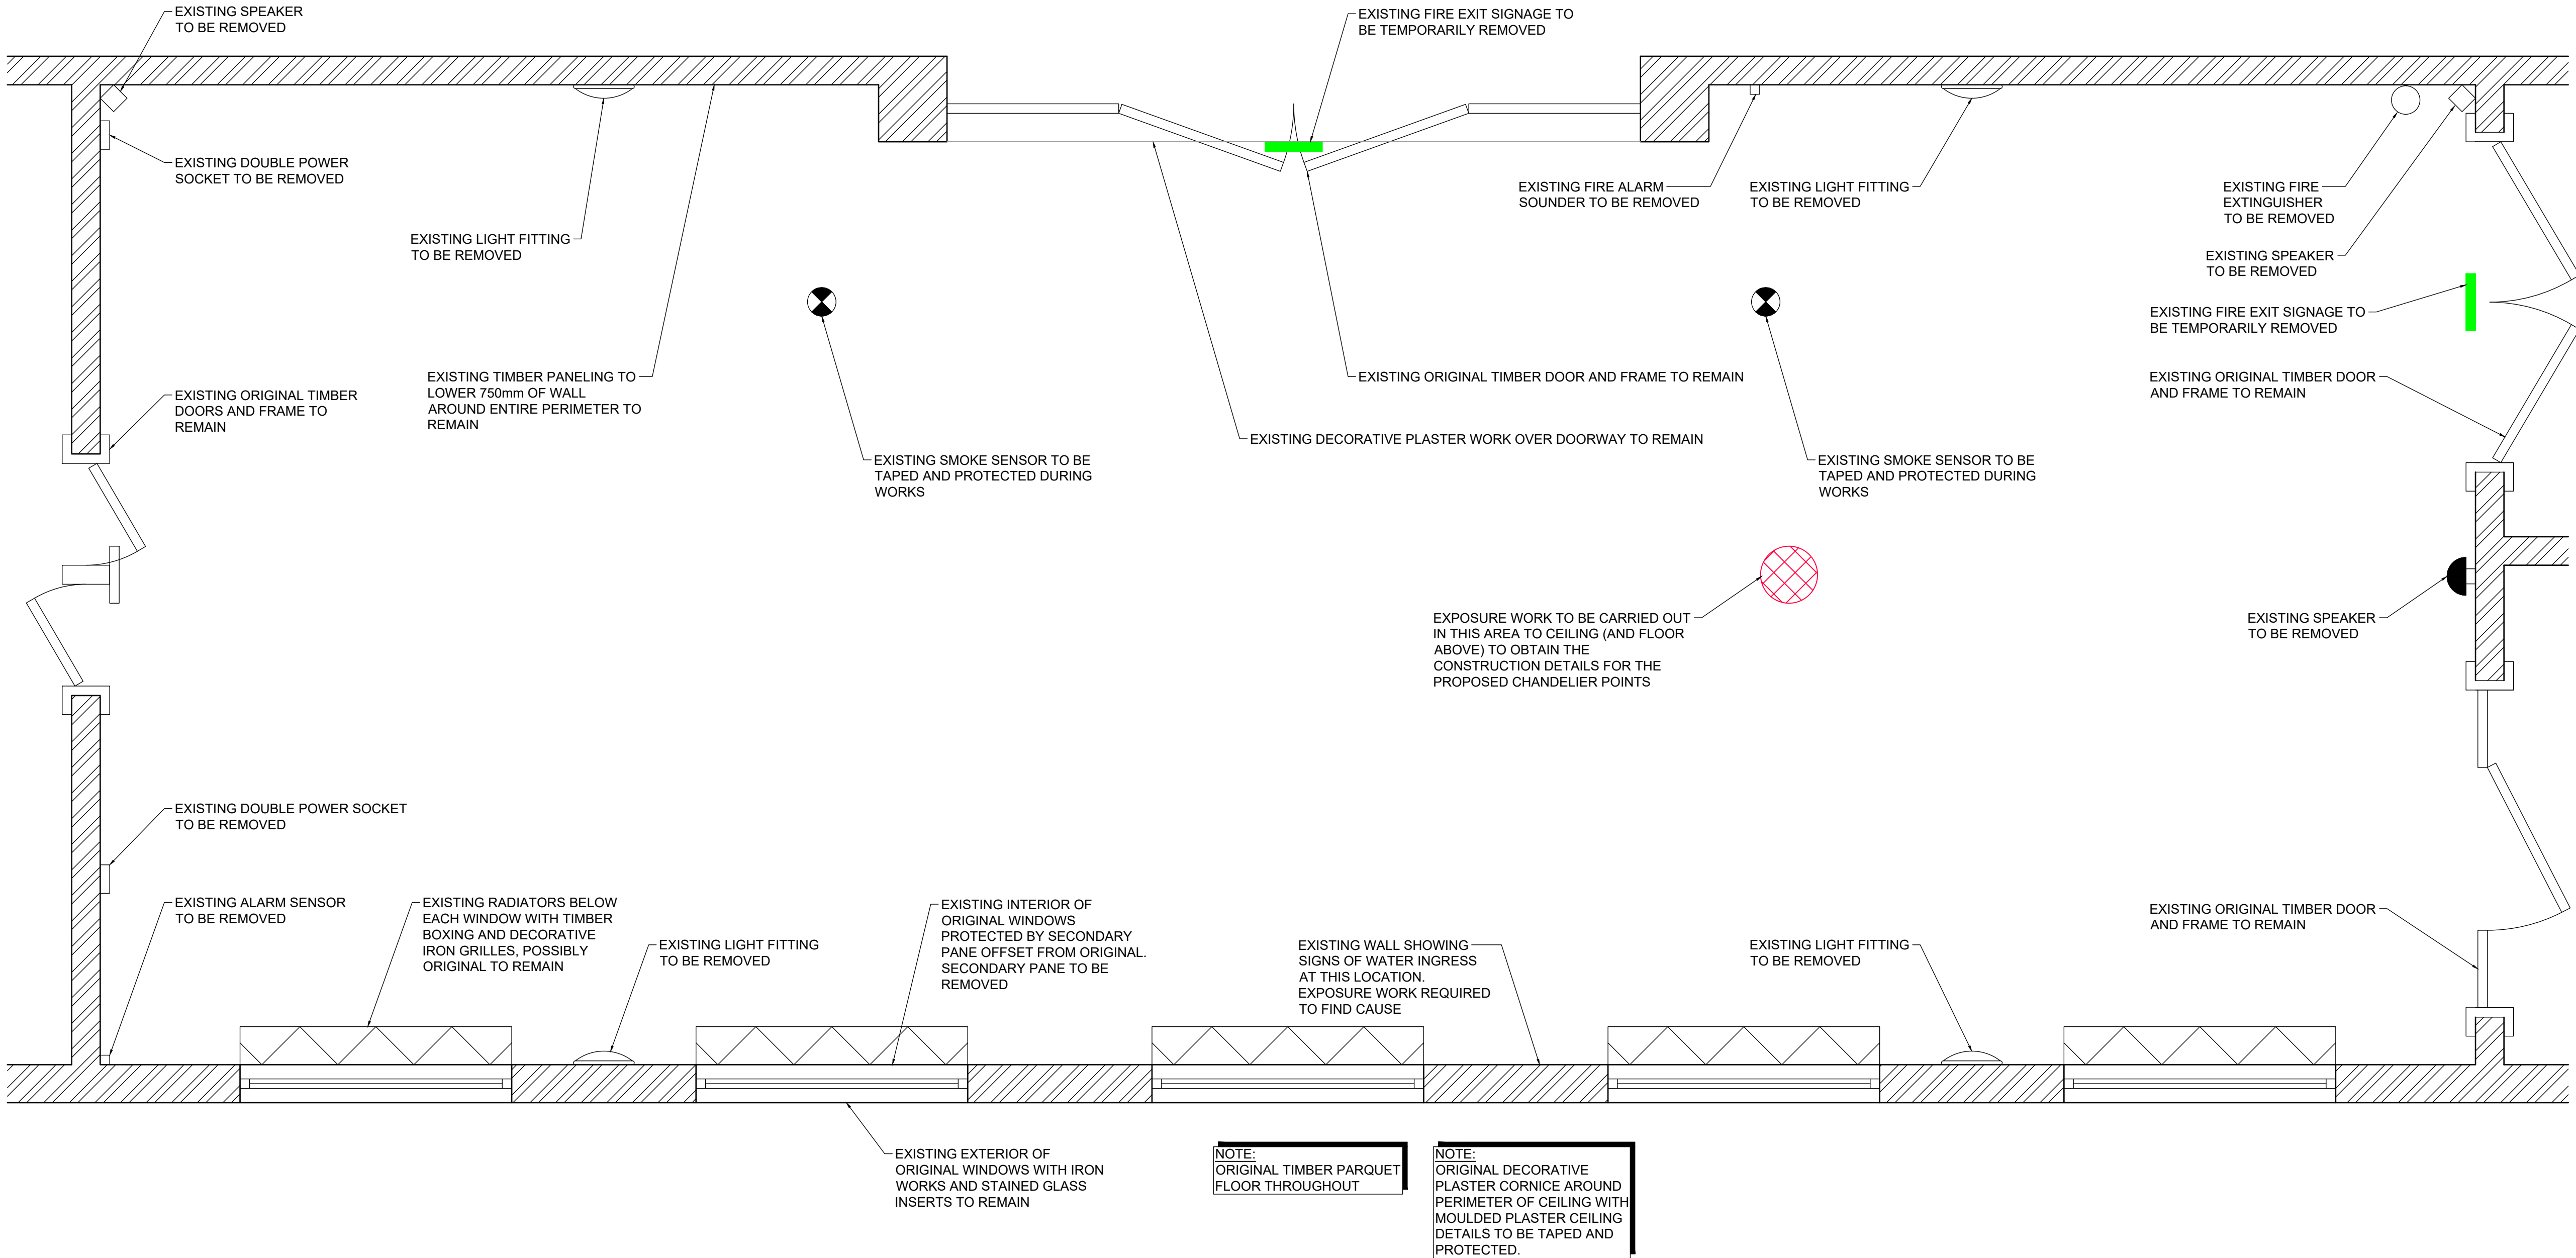 EXISTING SPEAKER
TO BE REMOVED
EXISTING FIRE EXIT SIGNAGE TO
BE TEMPORARILY REMOVED
EXISTING DOUBLE POWER
SOCKET TO BE REMOVED
EXISTING LIGHT FITTING
TO BE REMOVED
EXISTING FIRE ALARM
SOUNDER TO BE REMOVED
EXISTING LIGHT FITTING
TO BE REMOVED
EXISTING FIRE
EXTINGUISHER
TO BE REMOVED
EXISTING SPEAKER
TO BE REMOVED
EXISTING FIRE EXIT SIGNAGE TO
BE TEMPORARILY REMOVED
EXISTING ORIGINAL TIMBER
DOORS AND FRAME TO
REMAIN
EXISTING TIMBER PANELING TO
LOWER 750mm OF WALL
AROUND ENTIRE PERIMETER TO
REMAIN
EXISTING ORIGINAL TIMBER DOOR AND FRAME TO REMAIN
EXISTING ORIGINAL TIMBER DOOR
AND FRAME TO REMAIN
EXISTING DECORATIVE PLASTER WORK OVER DOORWAY TO REMAIN
EXISTING SMOKE SENSOR TO BE
TAPED AND PROTECTED DURING
WORKS
EXISTING SMOKE SENSOR TO BE
TAPED AND PROTECTED DURING
WORKS
EXPOSURE WORK TO BE CARRIED OUT
IN THIS AREA TO CEILING (AND FLOOR
ABOVE) TO OBTAIN THE
CONSTRUCTION DETAILS FOR THE
PROPOSED CHANDELIER POINTS
EXISTING SPEAKER
TO BE REMOVED
EXISTING DOUBLE POWER SOCKET
TO BE REMOVED
EXISTING ALARM SENSOR
TO BE REMOVED
EXISTING RADIATORS BELOW
EACH WINDOW WITH TIMBER
BOXING AND DECORATIVE
IRON GRILLES, POSSIBLY
ORIGINAL TO REMAIN
EXISTING LIGHT FITTING
TO BE REMOVED
EXISTING INTERIOR OF
ORIGINAL WINDOWS
PROTECTED BY SECONDARY
PANE OFFSET FROM ORIGINAL.
SECONDARY PANE TO BE
REMOVED
EXISTING WALL SHOWING
SIGNS OF WATER INGRESS
AT THIS LOCATION.
EXPOSURE WORK REQUIRED
TO FIND CAUSE
EXISTING LIGHT FITTING
TO BE REMOVED
EXISTING ORIGINAL TIMBER DOOR
AND FRAME TO REMAIN
EXISTING EXTERIOR OF
ORIGINAL WINDOWS WITH IRON
WORKS AND STAINED GLASS
INSERTS TO REMAIN
NOTE:
ORIGINAL TIMBER PARQUET
FLOOR THROUGHOUT
NOTE:
ORIGINAL DECORATIVE
PLASTER CORNICE AROUND
PERIMETER OF CEILING WITH
MOULDED PLASTER CEILING
DETAILS TO BE TAPED AND
PROTECTED.